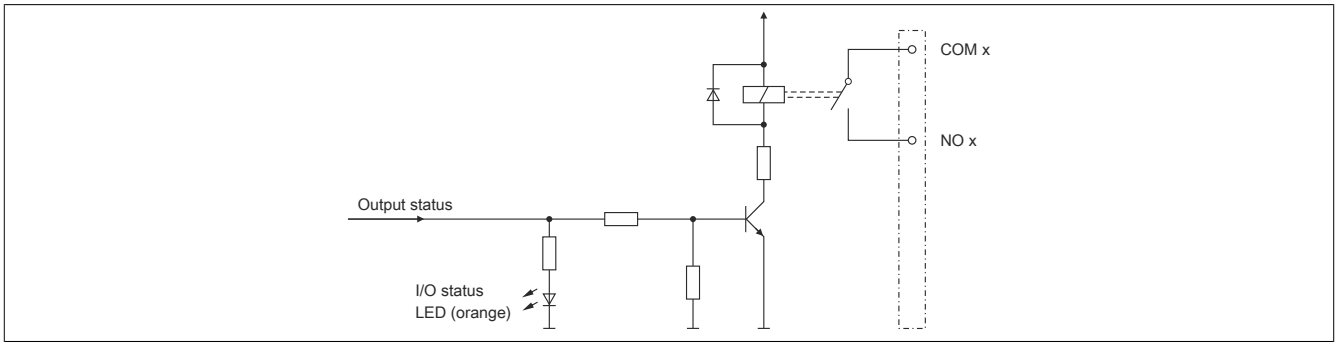 COM x
NO x
Output status
I/O status
LED (orange)